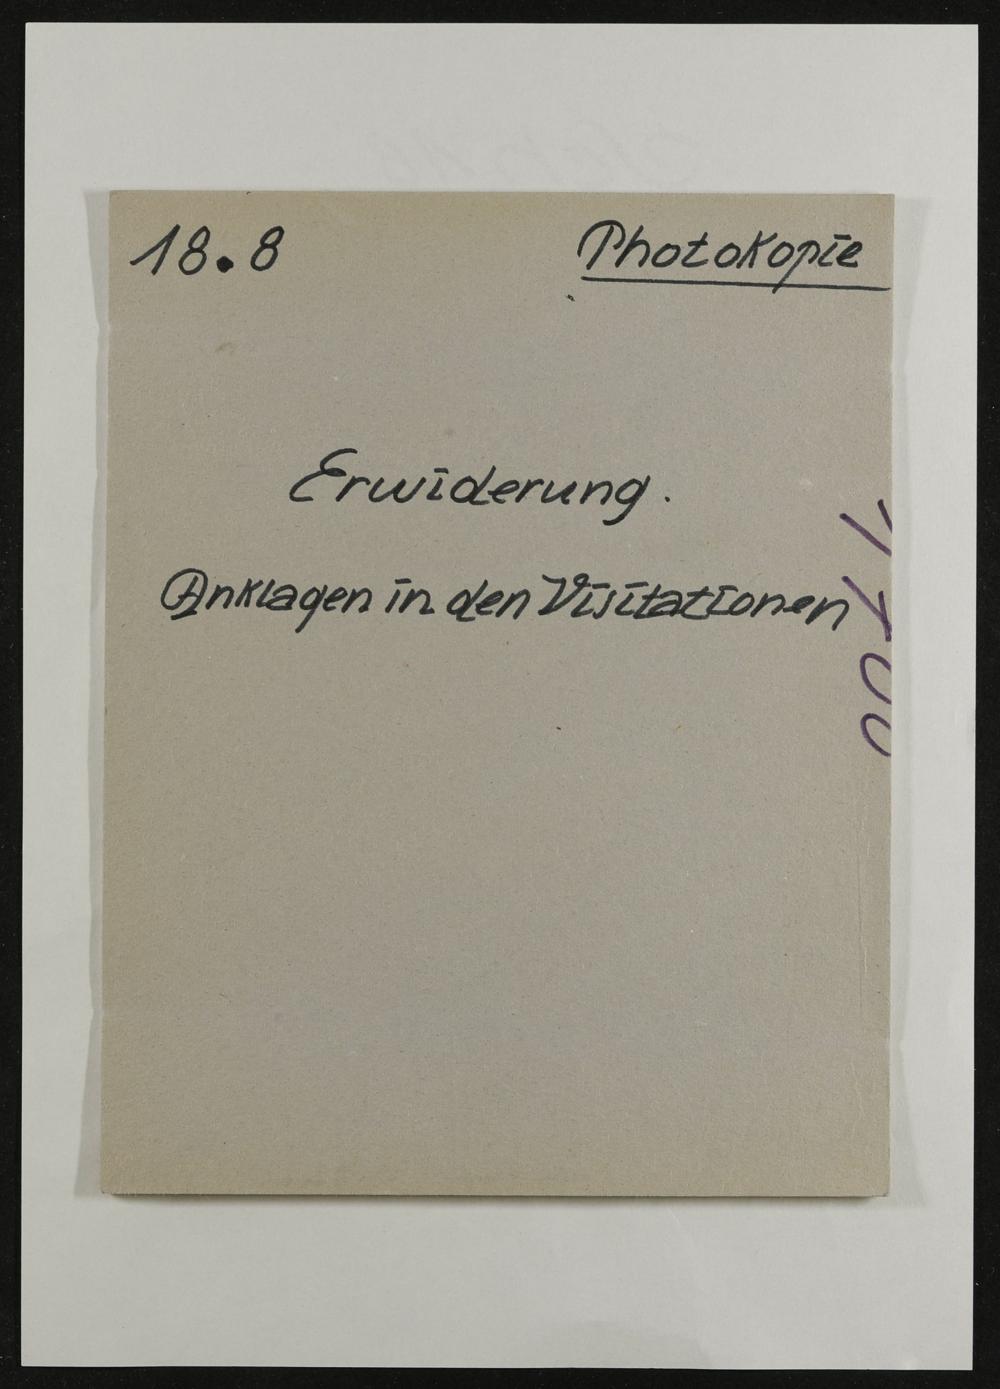 18.8
Photokopie
Erwiderung.
Anklagen in den Visitationen